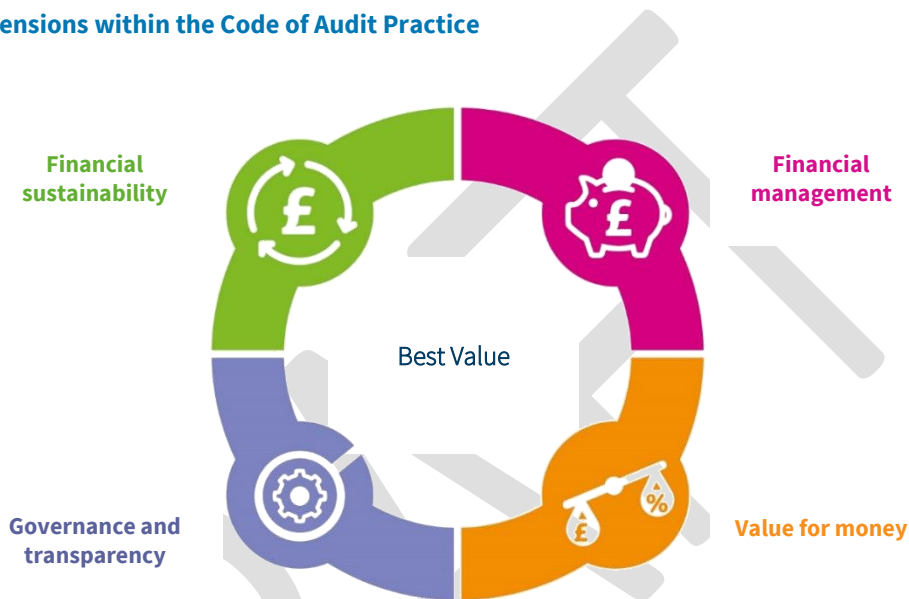 ensions within the Code of Audit Practice
Financial
sustainability
Financial
management
£
£
Best Value
%
£
Governance and
transparency
Value for money